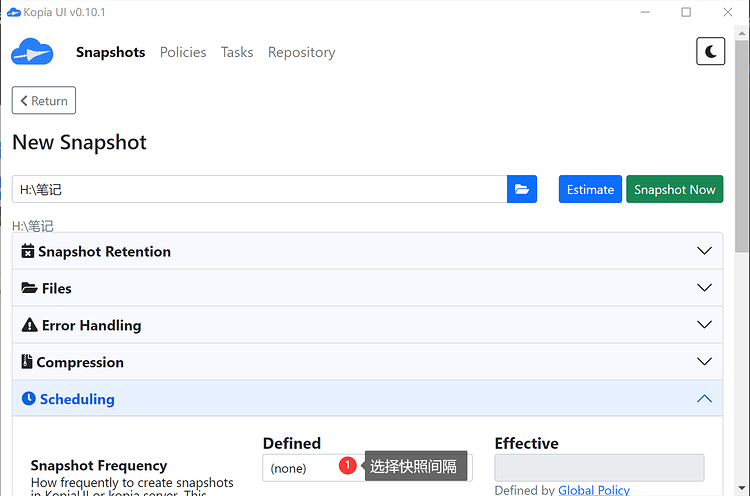 Kopia UI v0.10.1
Snapshots Policies Tasks Repository
Return
New Snapshot
H:\笔记
Estimate Snapshot Now
H:\笔记
Snapshot Retention
Files
Error Handling
Compression
Scheduling
Defined Effective
Snapshot Frequency
(none) 1 选择快照间隔
How frequently to create snapshots
in KopiaUI or kopia server. This
Defined by Global Policy